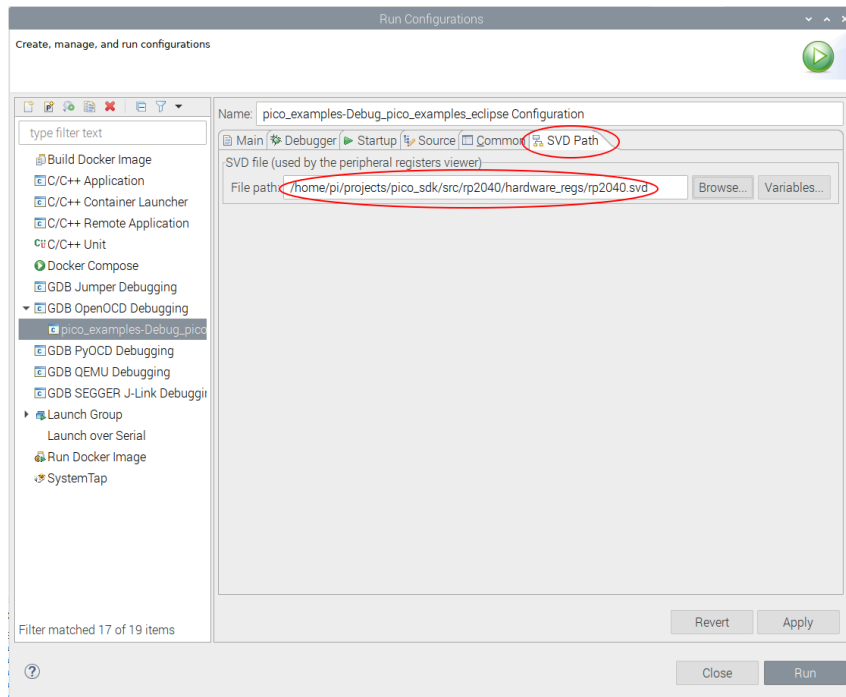 Run Configurations
Create, manage, and run configurations
type filter text
Build Docker Image
C/C++ Application
C/C++ Container Launcher
C/C++ Remote Application
C/C++ Unit
Docker Compose
GDB Jumper Debugging
GDB OpenOCD Debugging
pico_examples-Debug_pico
GDB PyOCD Debugging
GDB QEMU Debugging
GDB SEGGER J-Link Debuggin
Launch Group
Launch over Serial
Run Docker Image
SystemTap
Filter matched 17 of 19 items
Name: pico_examples-Debug_pico_examples_eclipse Configuration
Main Debugger Startup Source Common SVD Path
SVD file (used by the peripheral registers viewer)
File path: /home/pi/projects/pico_sdk/src/rp2040/hardware_regs/rp2040.svd Browse... Variables...
Revert Apply
Close Run